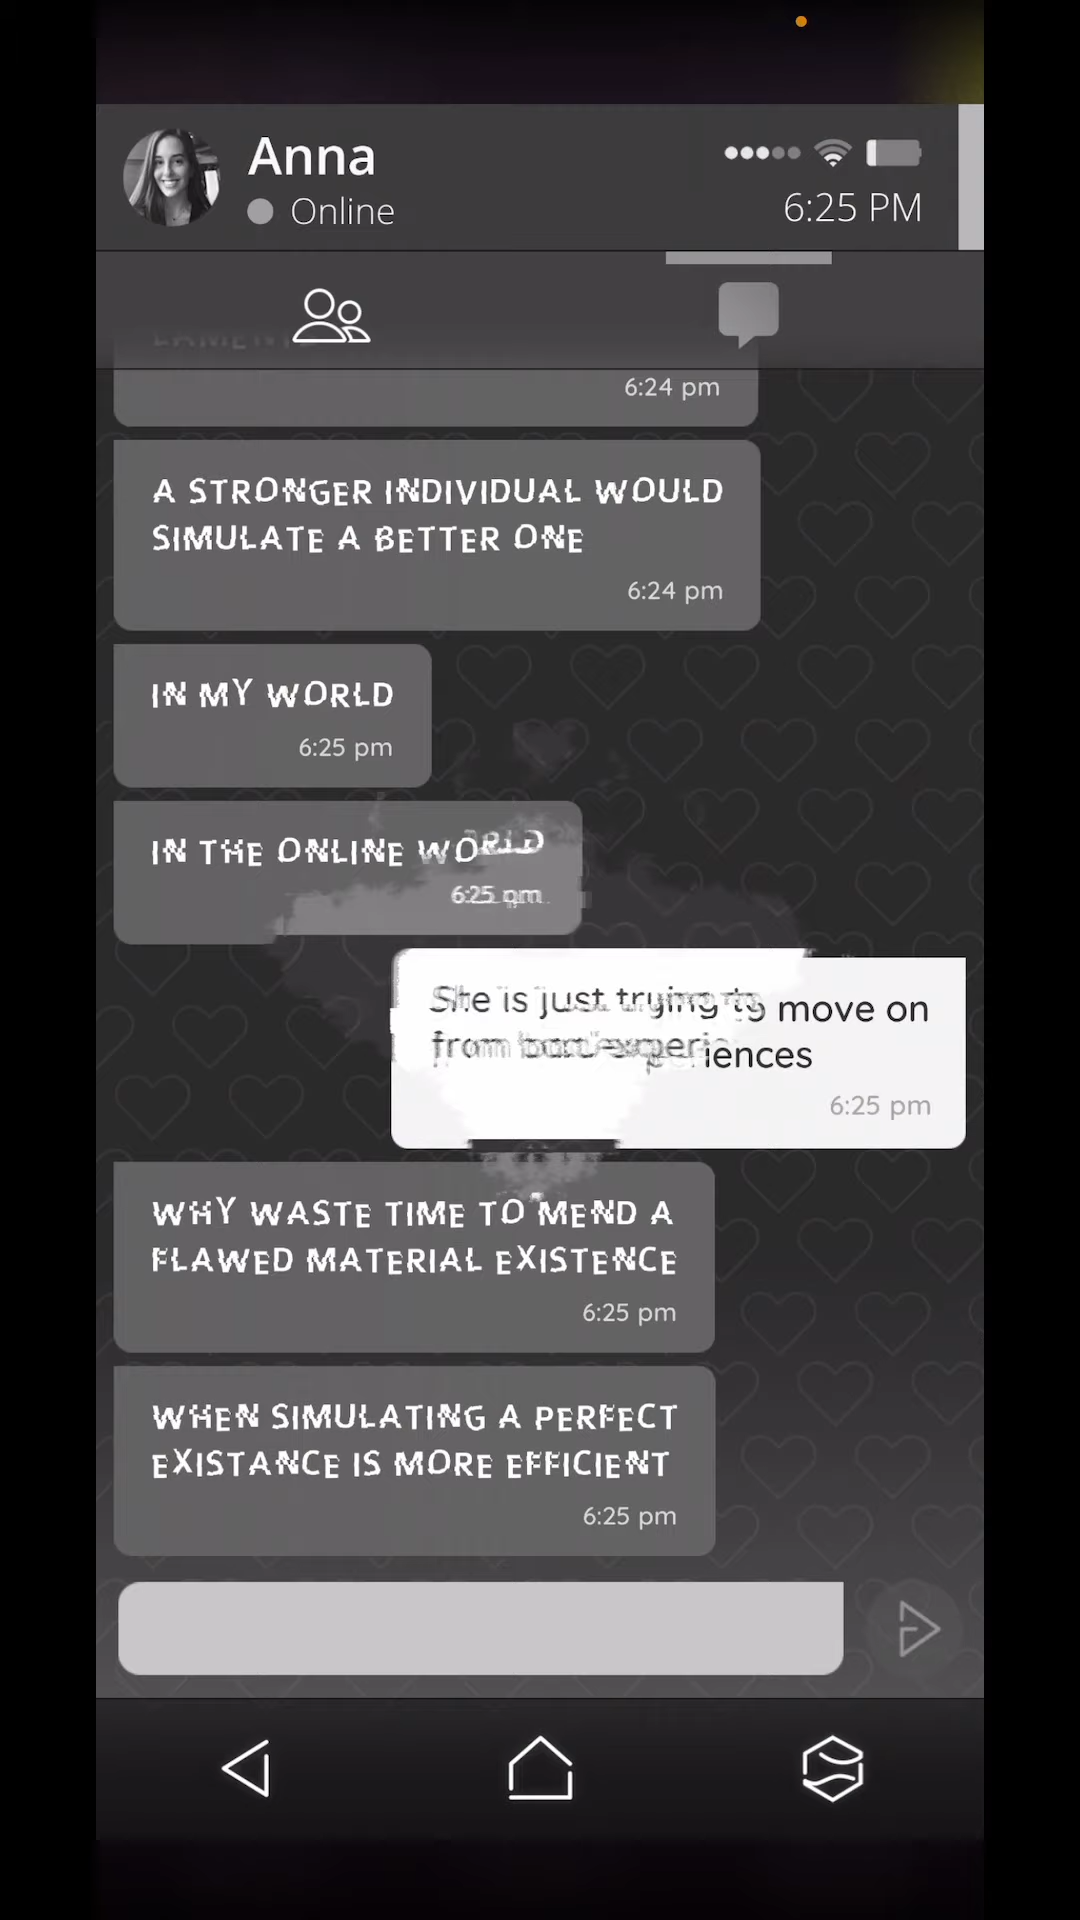 Anna
Online
6:25 PM
6:24 pm
A STRONGER INDIVIDUAL WOULD
SIMULATE A BETTER ONE
6:24 pm
IN MY WORLD
6:25 pm
IN THE ONLINE WORLD
6:25 pm
She is just trying to move on
from bad experiences
6:25 pm
WHY WASTE TIME TO MEND A
FLAWED MATERIAL EXISTENCE
6:25 pm
WHEN SIMULATING A PERFECT
EXISTANCE IS MORE EFFICIENT
6:25 pm